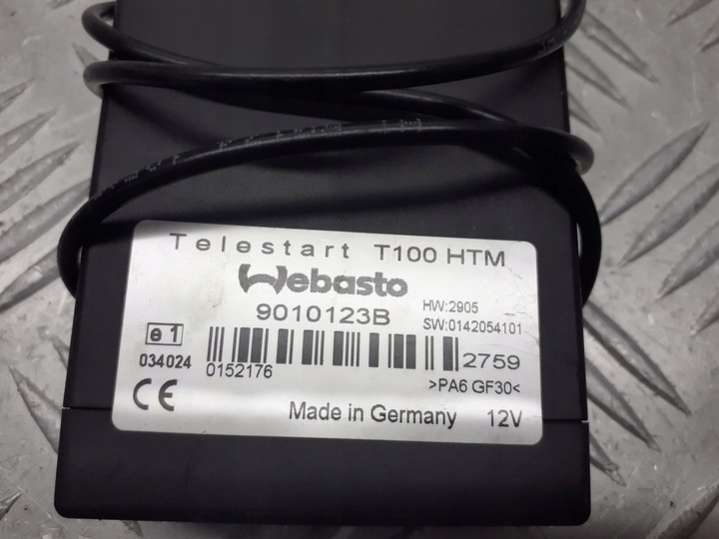 Telestart T100 HTM
Webasto
9010123B
HW:2905
SW:0142054101
e1
034024
0152176
2759
>PA6 GF30<
CE
Made in Germany 12V